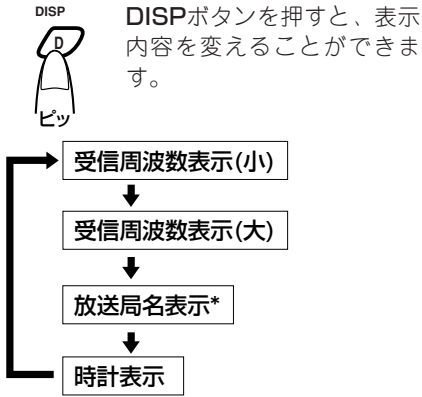 DISP
D
ピッ
DISPボタンを押すと、表示
内容を変えることができま
す。
受信周波数表示(小)
受信周波数表示(大)
放送局名表示*
時計表示